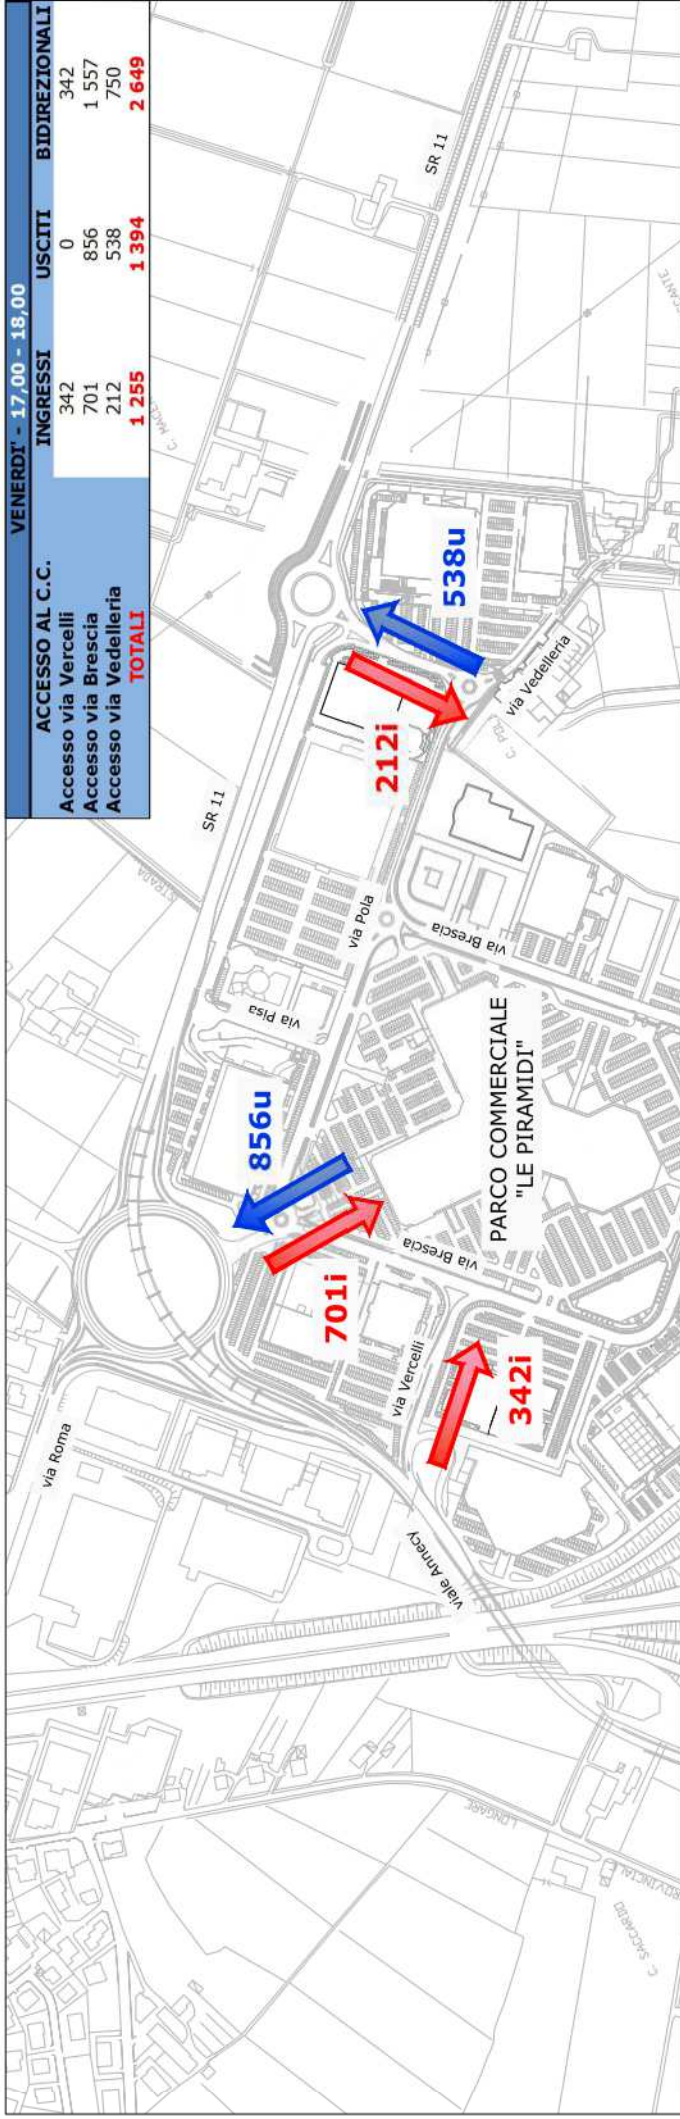 VENERDI' - 17,00 - 18,00
ACCESSO AL C.C. INGRESSI USCITI BIDIREZIONALI
Accesso via Vercelli 342 0 342
Accesso via Brescia 701 856 1 557
Accesso via Vedelleria 212 538 750
TOTALI 1 255 1 394 2 649
via Roma
SR 11
SR 11
STRADA
856u
538u
via Pisa
via Pola
212i
701i
via Vedelleria
via Brescia
via Brescia
via Vercelli
viale Annecy
342i
PARCO COMMERCIALE
"LE PIRAMIDI"
LONGARE
C. SACCARDO